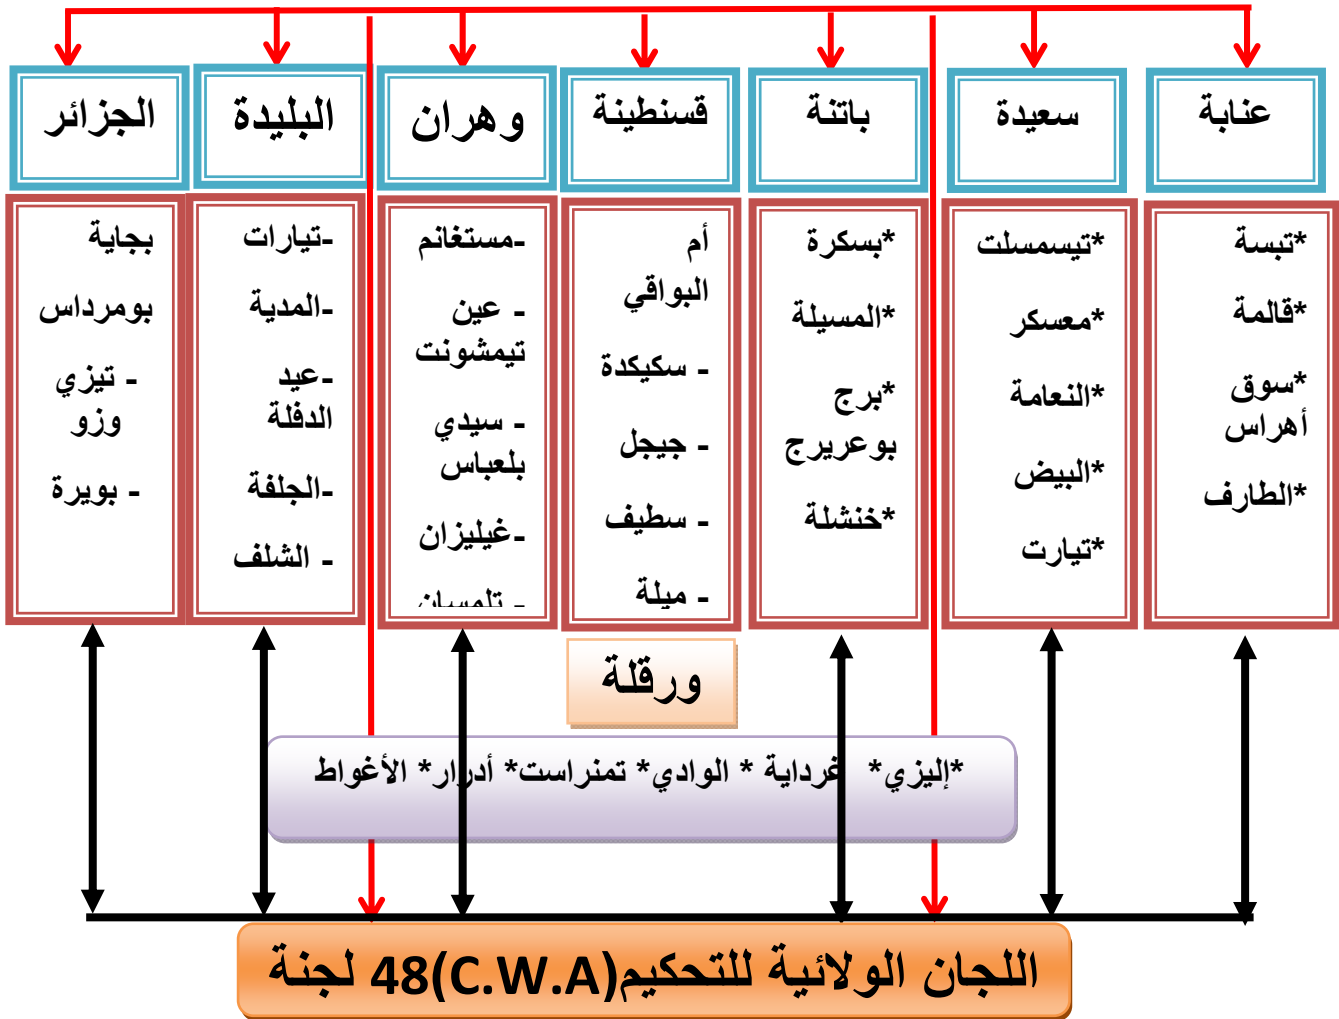 عنابة
سعيدة
باتنة
قسنطينة
وهران
البليدة
الجزائر
*تبسة
*قالمة
*سوق
أهراس
*الطارف
*تيسمسلت
*معسكر
*النعامة
*البيض
*تيارت
*بسكرة
*المسيلة
*برج
بوعريرج
*خنشلة
أم
البواقي
- سكيكدة
- جيجل
- سطيف
- ميلة
-مستغانم
- عين
تيمشونت
- سيدي
بلعباس
-غيليزان
- تلمسان
-تيارات
-المدية
-عيد
الدفلة
-الجلفة
- الشلف
بجاية
بومرداس
- تيزي
وزو
- بويرة
ورقلة
*إليزي* غرداية * الوادي* تمنراست* أدرار* الأغواط
اللجان الولائية للتحكيم(C.W.A)48 لجنة